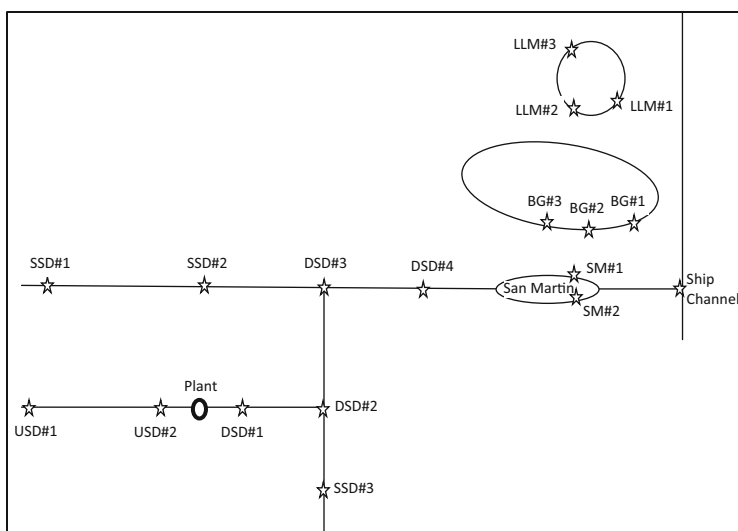 LLM#3
LLM#2
LLM#1
BG#3
BG#2
BG#1
SSD#1
SSD#2
DSD#3
DSD#4
SM#1
San Martin
SM#2
Ship
Channel
Plant
USD#1
USD#2
DSD#1
DSD#2
SSD#3